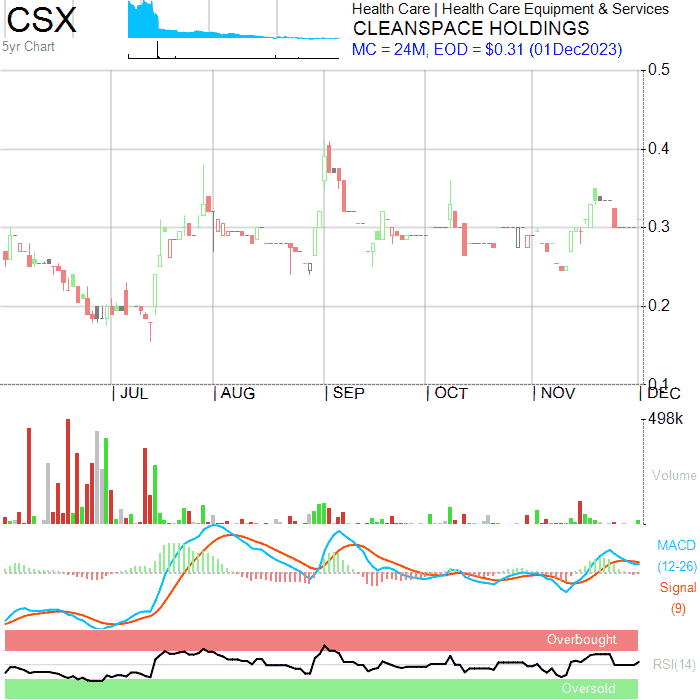 CSX
5yr Chart
Health Care | Health Care Equipment & Services
CLEANSPACE HOLDINGS
MC = 24M, EOD = $0.31 (01Dec2023)
0.5
0.4
0.3
0.2
0.1
JUL
AUG
SEP
OCT
NOV
DEC
498k
Volume
MACD
(12-26)
Signal
(9)
Overbought
RSI(14)
Oversold